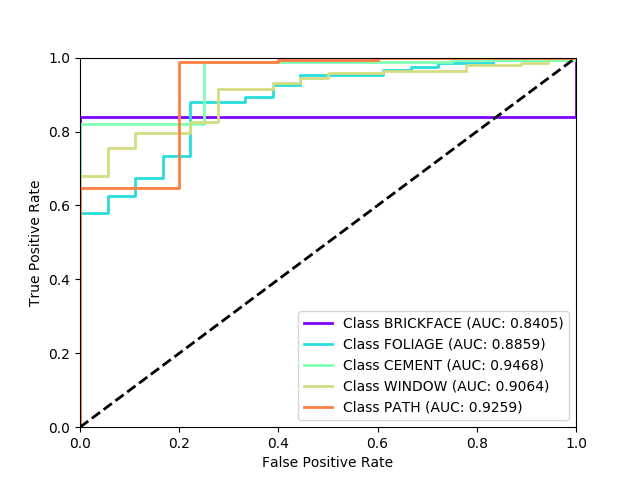 1.0
0.8
0.6
0.4
0.2
0.0
True Positive Rate
Class BRICKFACE (AUC: 0.8405)
Class FOLIAGE (AUC: 0.8859)
Class CEMENT (AUC: 0.9468)
Class WINDOW (AUC: 0.9064)
Class PATH (AUC: 0.9259)
0.0 0.2 0.4 0.6 0.8 1.0
False Positive Rate